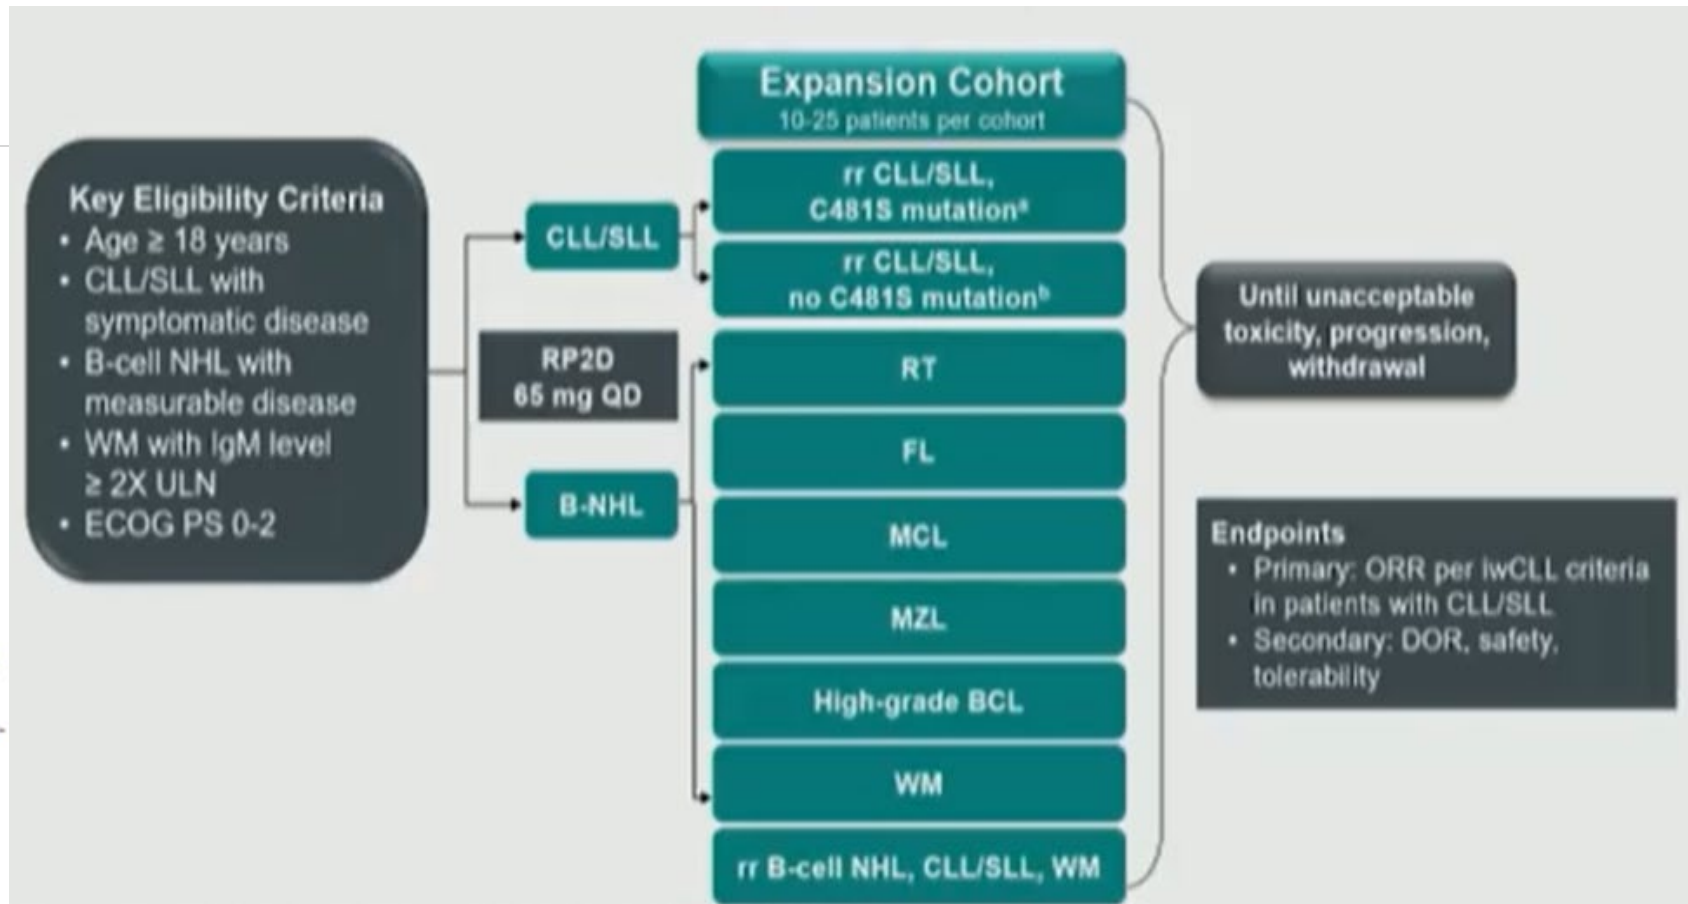 Key Eligibility Criteria
• Age ≥ 18 years
• CLL/SLL with
symptomatic disease
• B-cell NHL with
measurable disease
• WM with IgM level
≥ 2X ULN
• ECOG PS 0-2
CLL/SLL
RP2D
65 mg QD
B-NHL
Expansion Cohort
10-25 patients per cohort
rr CLL/SLL,
C481S mutationᵃ
rr CLL/SLL,
no C481S mutationᵇ
RT
FL
MCL
MZL
High-grade BCL
WM
rr B-cell NHL, CLL/SLL, WM
Until unacceptable
toxicity, progression,
withdrawal
Endpoints
• Primary: ORR per iwCLL criteria
in patients with CLL/SLL
• Secondary: DOR, safety,
tolerability